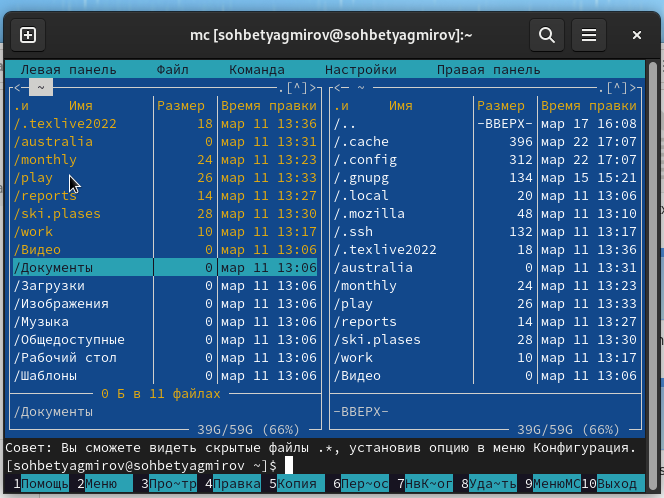 mc [sohbetyagmirov@sohbetyagmirov]:~
Левая панель Файл Команда Настройки Правая панель
<- ~ .[^]> <- ~ .[^]>
.и Имя Размер Время правки .и Имя Размер Время правки
/.texlive2022 18 мар 11 13:36 /.. -ВВЕРХ- мар 17 16:08
/australia 0 мар 11 13:31 /.cache 396 мар 22 17:07
/monthly 24 мар 11 13:23 /.config 312 мар 22 17:07
/play 26 мар 11 13:33 /.gnupg 134 мар 15 15:21
/reports 14 мар 11 13:27 /.local 20 мар 11 13:06
/ski.plases 28 мар 11 13:30 /.mozilla 48 мар 11 13:10
/work 10 мар 11 13:17 /.ssh 132 мар 11 13:17
/Видео 0 мар 11 13:06 /.texlive2022 18 мар 11 13:36
/Документы 0 мар 11 13:06 /australia 0 мар 11 13:31
/Загрузки 0 мар 11 13:06 /monthly 24 мар 11 13:23
/Изображения 0 мар 11 13:06 /play 26 мар 11 13:33
/Музыка 0 мар 11 13:06 /reports 14 мар 11 13:27
/Общедоступные 0 мар 11 13:06 /ski.plases 28 мар 11 13:30
/Рабочий стол 0 мар 11 13:06 /work 10 мар 11 13:17
/Шаблоны 0 мар 11 13:06 /Видео 0 мар 11 13:06
0 Б в 11 файлах
/Документы -ВВЕРХ-
39G/59G (66%) 39G/59G (66%)
Совет: Вы сможете видеть скрытые файлы .*, установив опцию в меню Конфигурация.
[sohbetyagmirov@sohbetyagmirov ~]$
1Помощь 2Меню 3Про~тр 4Правка 5Копия 6Пер~ос 7НвК~ог 8Уда~ть 9МенюMC 10Выход